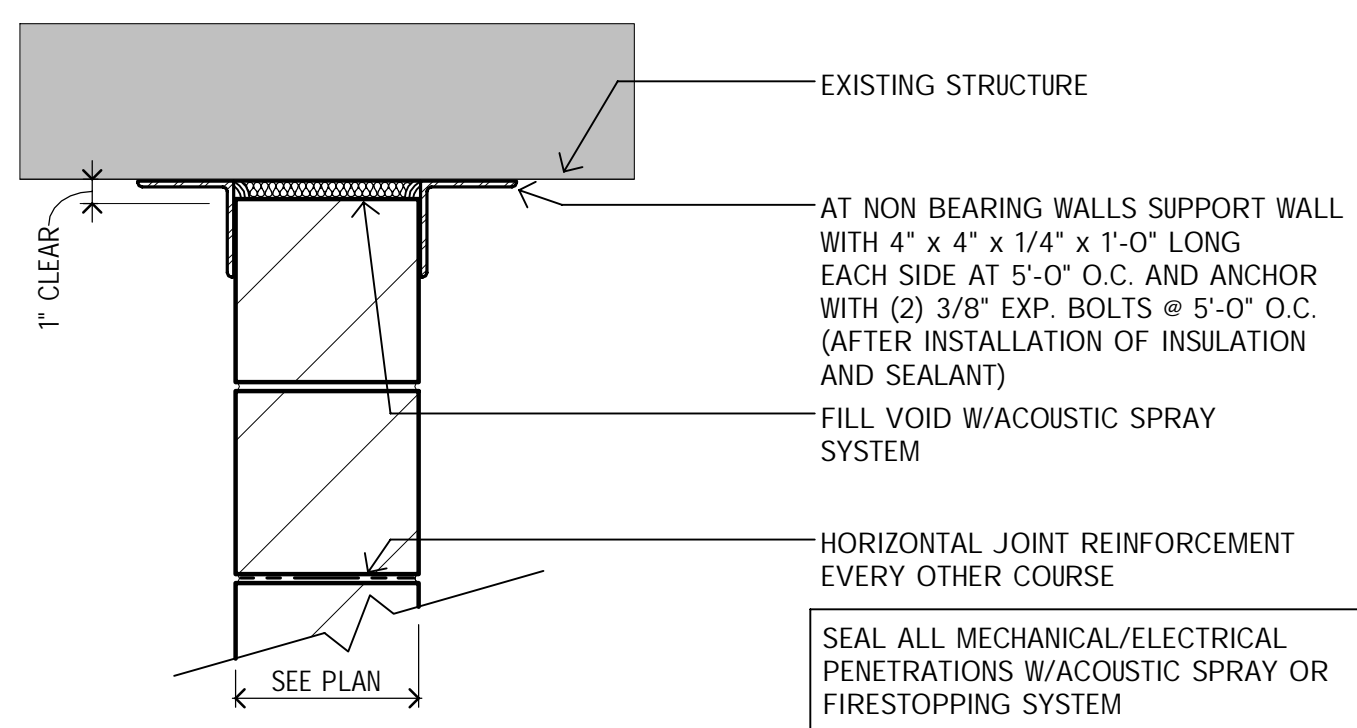 EXISTING STRUCTURE
1" CLEAR
AT NON BEARING WALLS SUPPORT WALL
WITH 4" x 4" x 1/4" x 1'-0" LONG
EACH SIDE AT 5'-0" O.C. AND ANCHOR
WITH (2) 3/8" EXP. BOLTS @ 5'-0" O.C.
(AFTER INSTALLATION OF INSULATION
AND SEALANT)
FILL VOID W/ACOUSTIC SPRAY
SYSTEM
HORIZONTAL JOINT REINFORCEMENT
EVERY OTHER COURSE
SEE PLAN
SEAL ALL MECHANICAL/ELECTRICAL
PENETRATIONS W/ACOUSTIC SPRAY OR
FIRESTOPPING SYSTEM